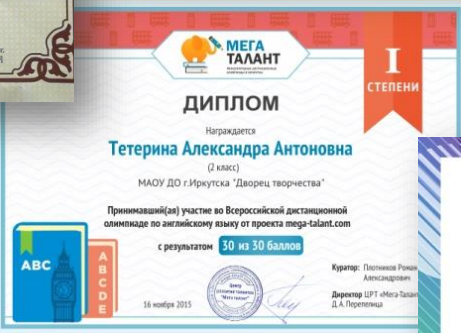 МЕГА
ТАЛАНТ
I
СТЕПЕНИ
ДИПЛОМ
Награждается
Тетерина Александра Антоновна
(2 класс)
МАОУ ДО г.Иркутска "Дворец творчества"
Принимавший(ая) участие во Всероссийской дистанционной
олимпиаде по английскому языку от проекта mega-talant.com
с результатом 30 из 30 баллов
ABC
ABCDE
Куратор: Плотников Роман
Александрович
16 ноября 2015
Директор ЦРТ «Мега-Талант
Д.А. Перепелица